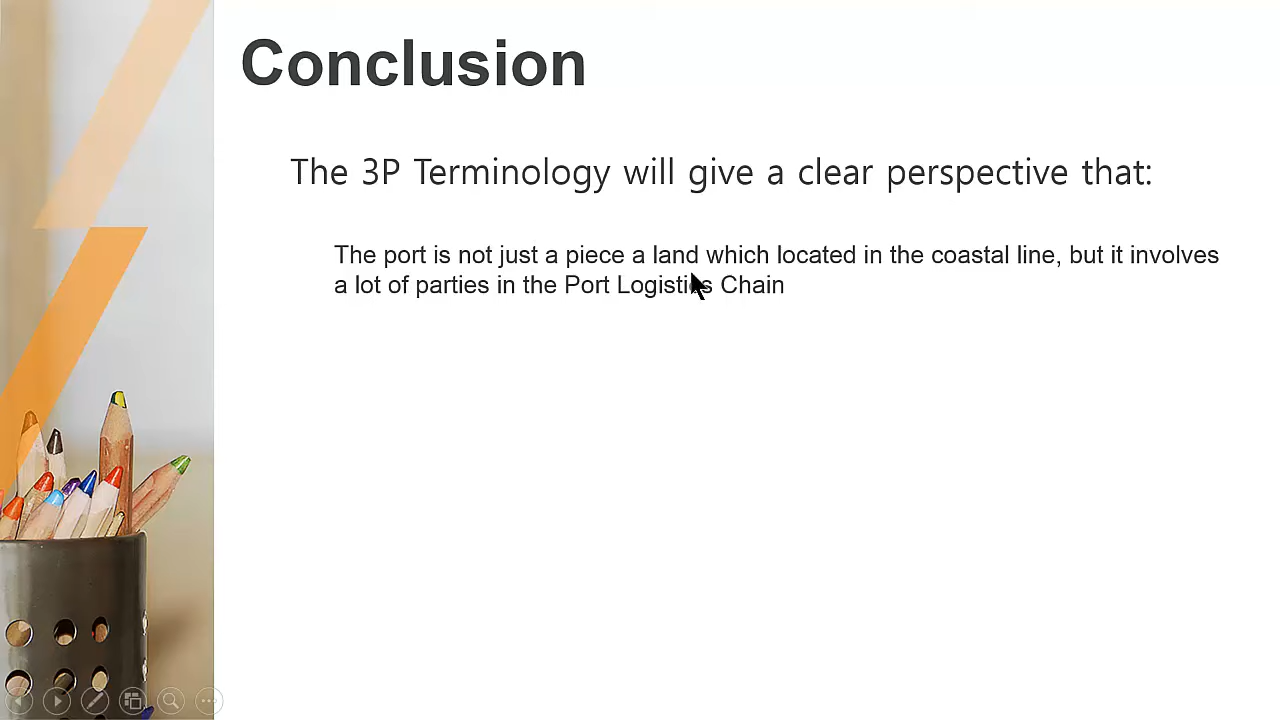 Conclusion
The 3P Terminology will give a clear perspective that:
The port is not just a piece a land which located in the coastal line, but it involves
a lot of parties in the Port Logistics Chain